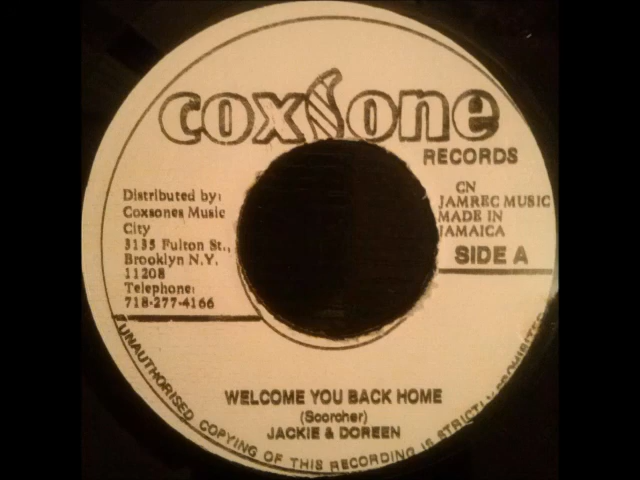 coxsone
RECORDS
Distributed by:
Coxsones Music
City
3135 Fulton St.,
Brooklyn N.Y.
11208
Telephone:
718-277-4166
CN
JAMREC MUSIC
MADE IN
JAMAICA
SIDE A
WELCOME YOU BACK HOME
(Scorcher)
JACKIE & DOREEN
UNAUTHORISED COPYING OF THIS RECORDING IS STRICTLY PROHIBITED